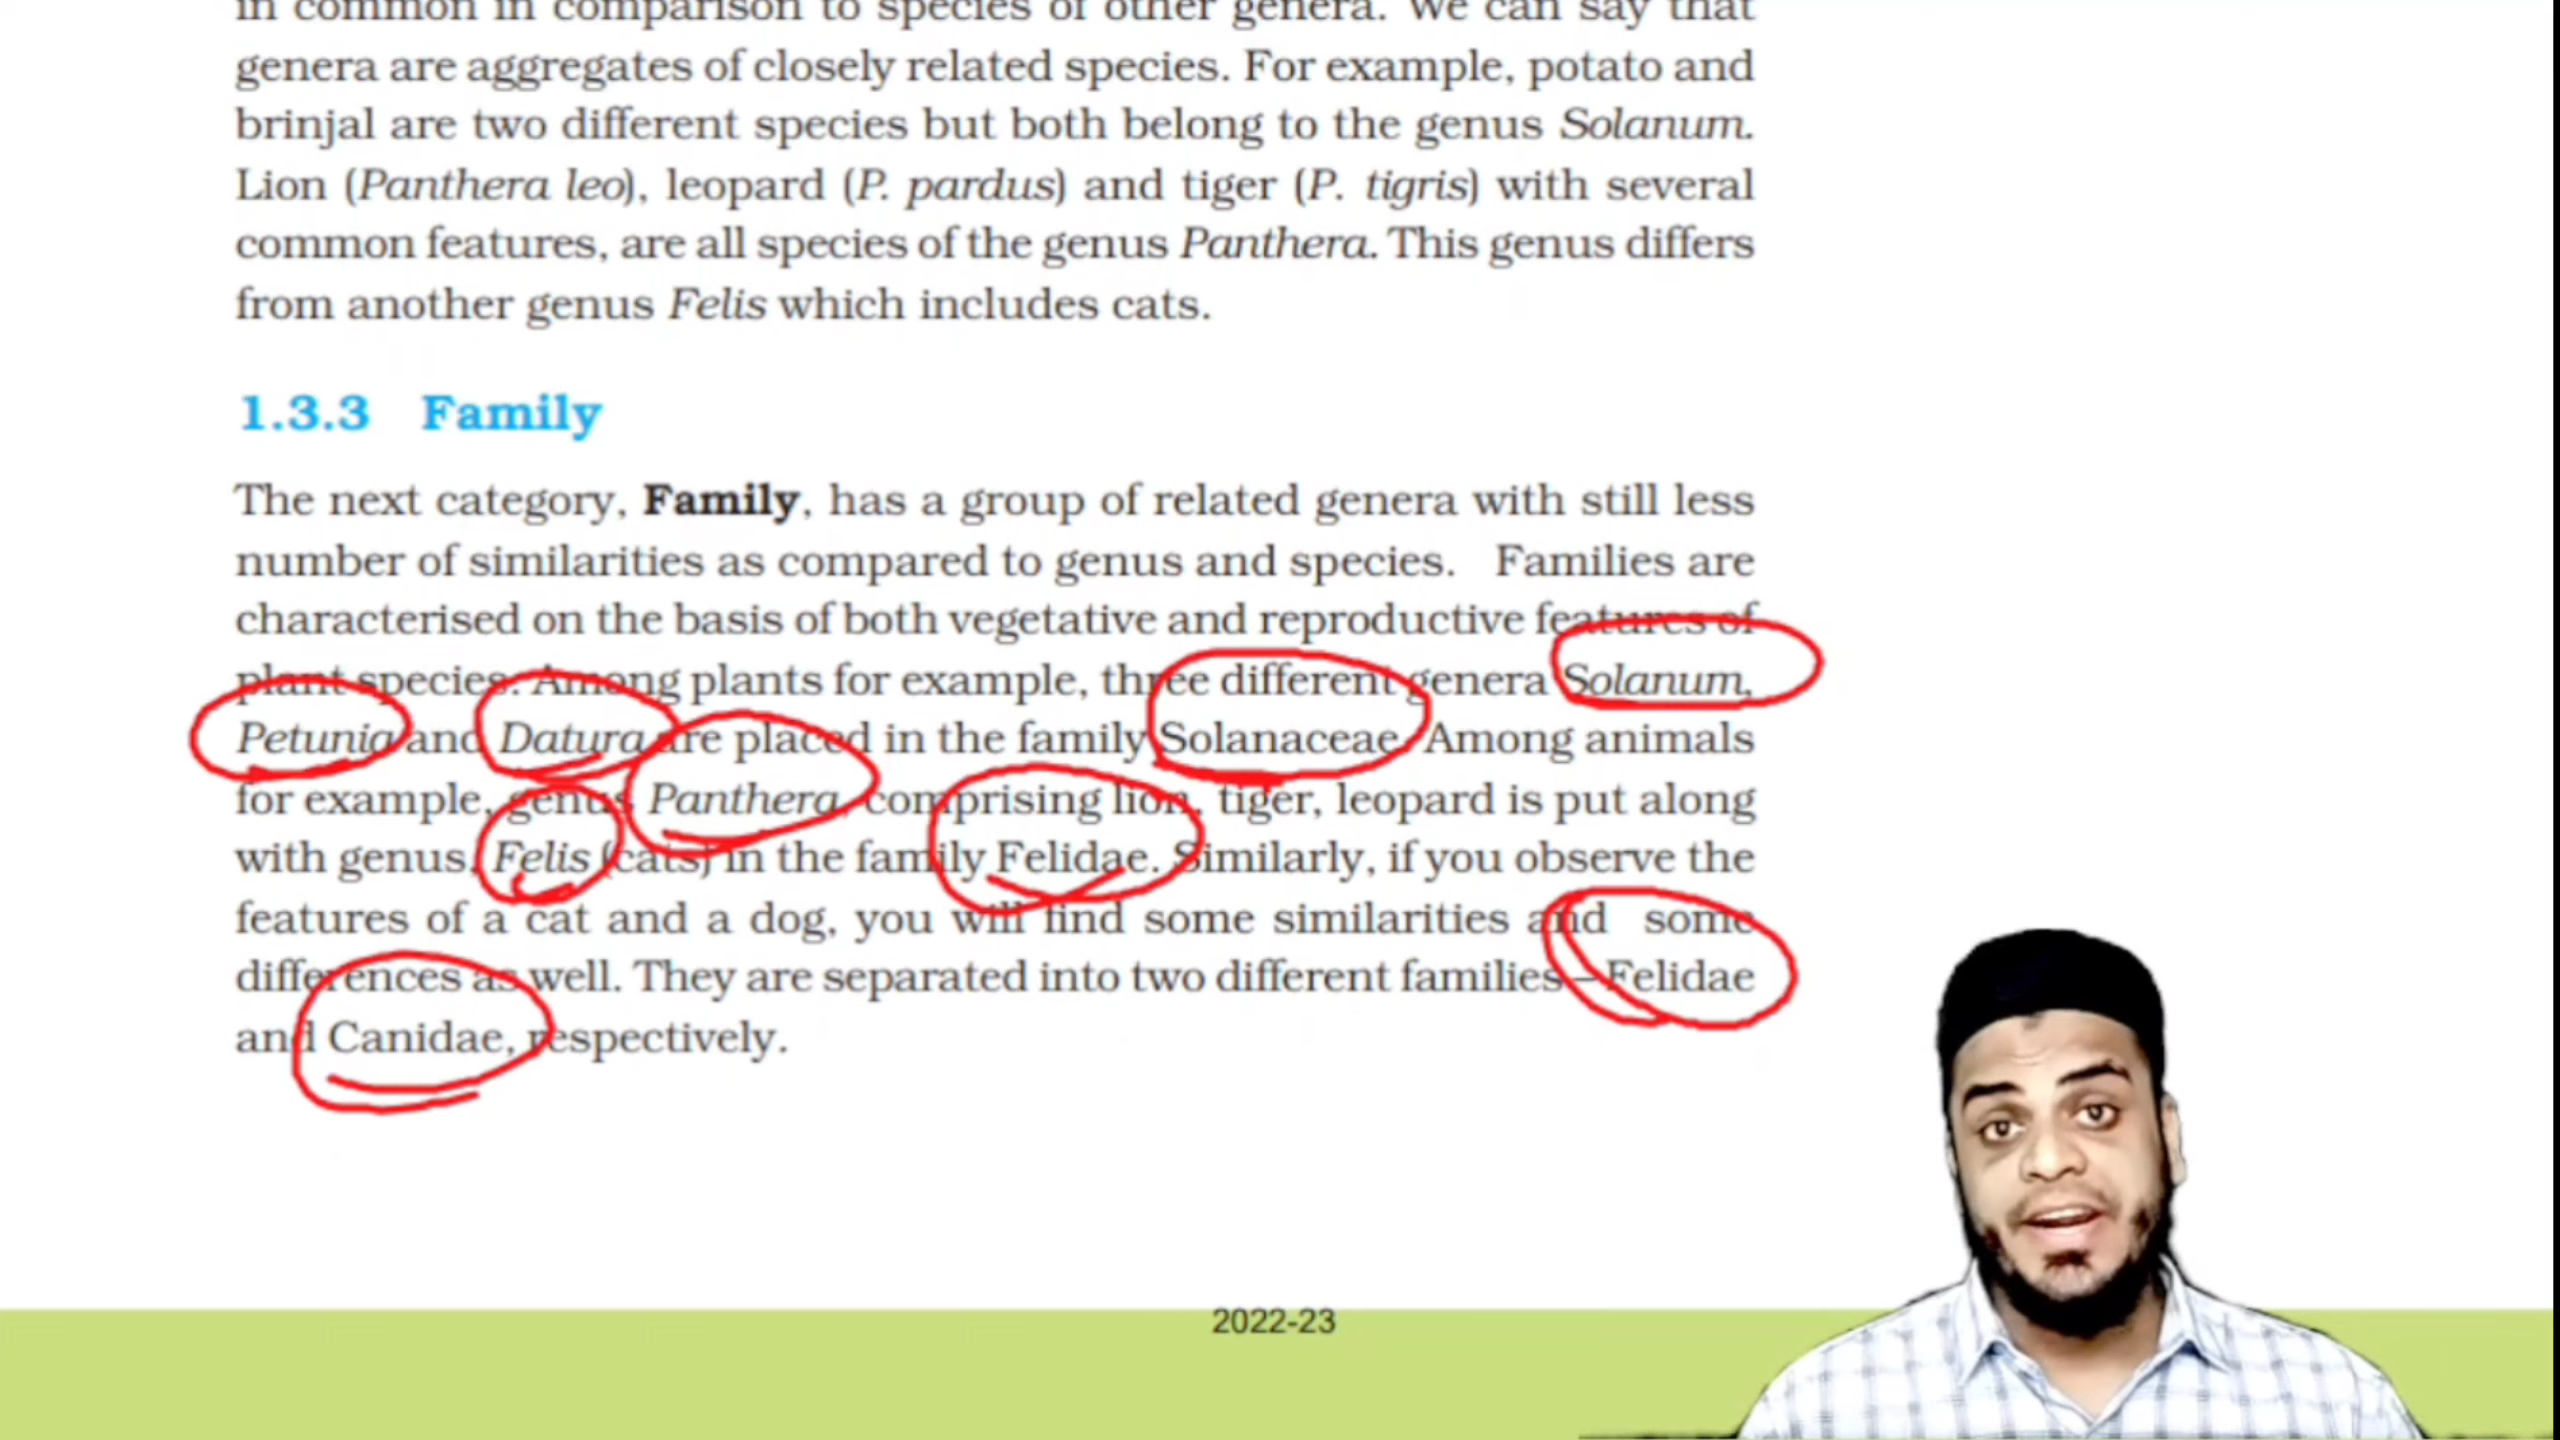 in common in comparison to species of other genera. We can say that
genera are aggregates of closely related species. For example, potato and
brinjal are two different species but both belong to the genus Solanum.
Lion (Panthera leo), leopard (P. pardus) and tiger (P. tigris) with several
common features, are all species of the genus Panthera. This genus differs
from another genus Felis which includes cats.
1.3.3 Family
The next category, Family, has a group of related genera with still less
number of similarities as compared to genus and species. Families are
characterised on the basis of both vegetative and reproductive features of
plant species. Among plants for example, three different genera Solanum,
Petunia and Datura are placed in the family Solanaceae. Among animals
for example, genus Panthera, comprising lion, tiger, leopard is put along
with genus, Felis (cats) in the family Felidae. Similarly, if you observe the
features of a cat and a dog, you will find some similarities and some
differences as well. They are separated into two different families – Felidae
and Canidae, respectively.
2022-23